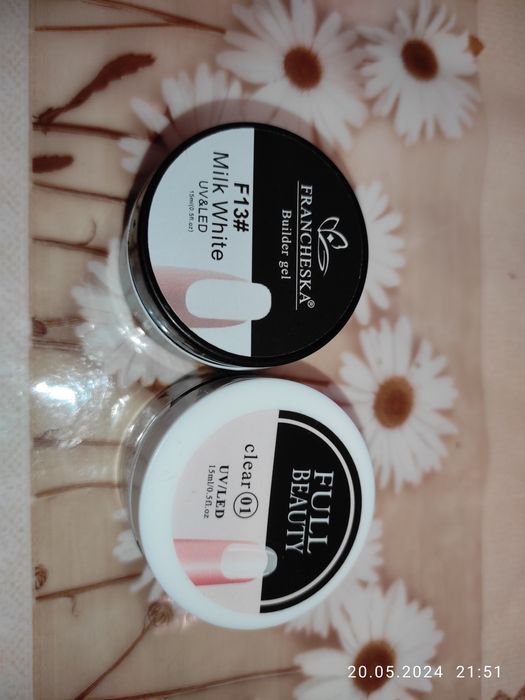 FRANCHESKA®
Builder gel
F13#
Milk White
UV&LED
15ml(0.5fl.oz)
FULL
BEAUTY
clear 01
UV/LED
15ml/0.5fl.oz
20.05.2024 21:51